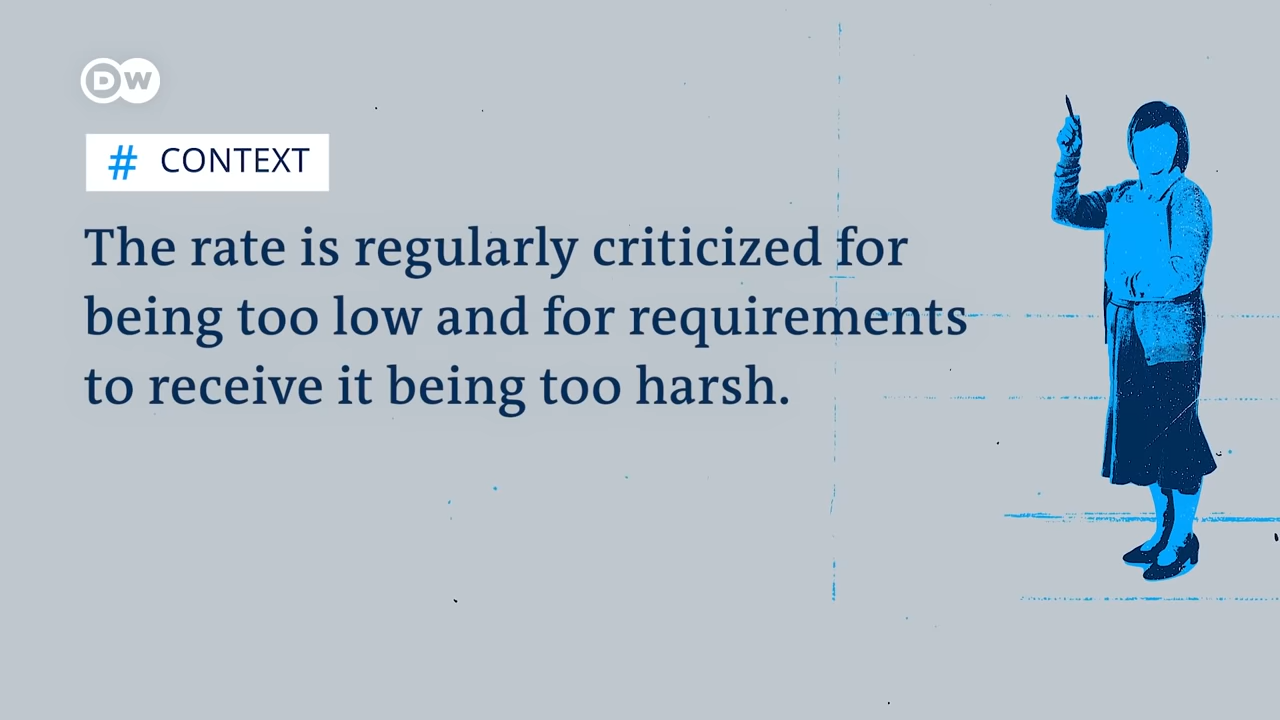 DW
# CONTEXT
The rate is regularly criticized for
being too low and for requirements
to receive it being too harsh.